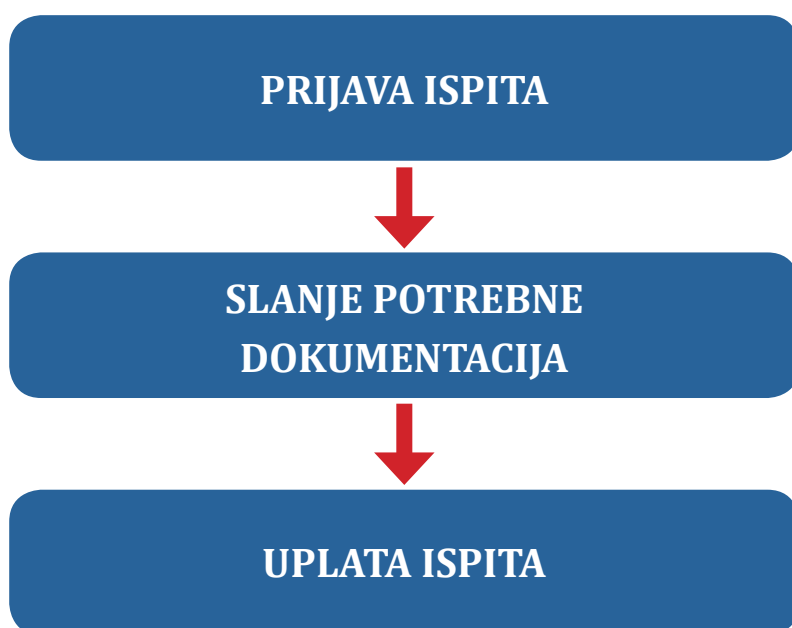 PRIJAVA ISPITA
SLANJE POTREBNE
DOKUMENTACIJA
UPLATA ISPITA